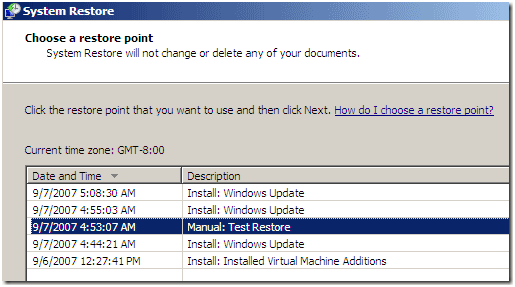 System Restore
Choose a restore point
System Restore will not change or delete any of your documents.
Click the restore point that you want to use and then click Next. How do I choose a restore point?
Current time zone: GMT-8:00
Date and Time Description
9/7/2007 5:08:30 AM Install: Windows Update
9/7/2007 4:55:03 AM Install: Windows Update
9/7/2007 4:53:07 AM Manual: Test Restore
9/7/2007 4:44:21 AM Install: Windows Update
9/6/2007 12:27:41 PM Install: Installed Virtual Machine Additions